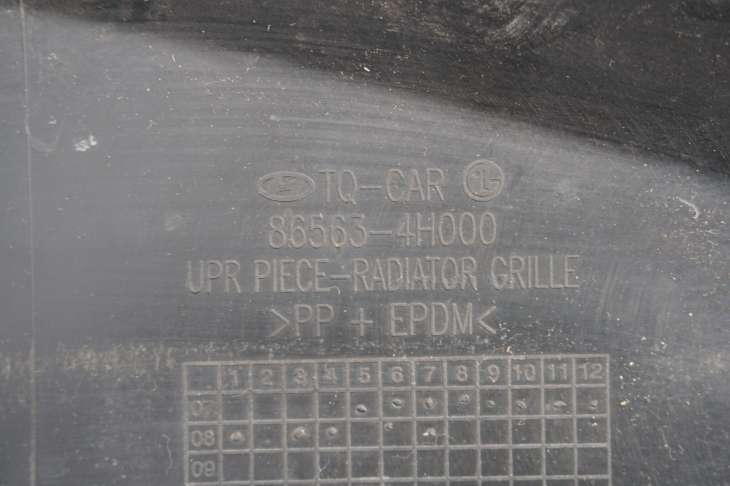 TQ-CAR
86563-4H000
UPR PIECE-RADIATOR GRILLE
>PP + EPDM<
1 2 3 4 5 6 7 8 9 10 11 12
07
08
09